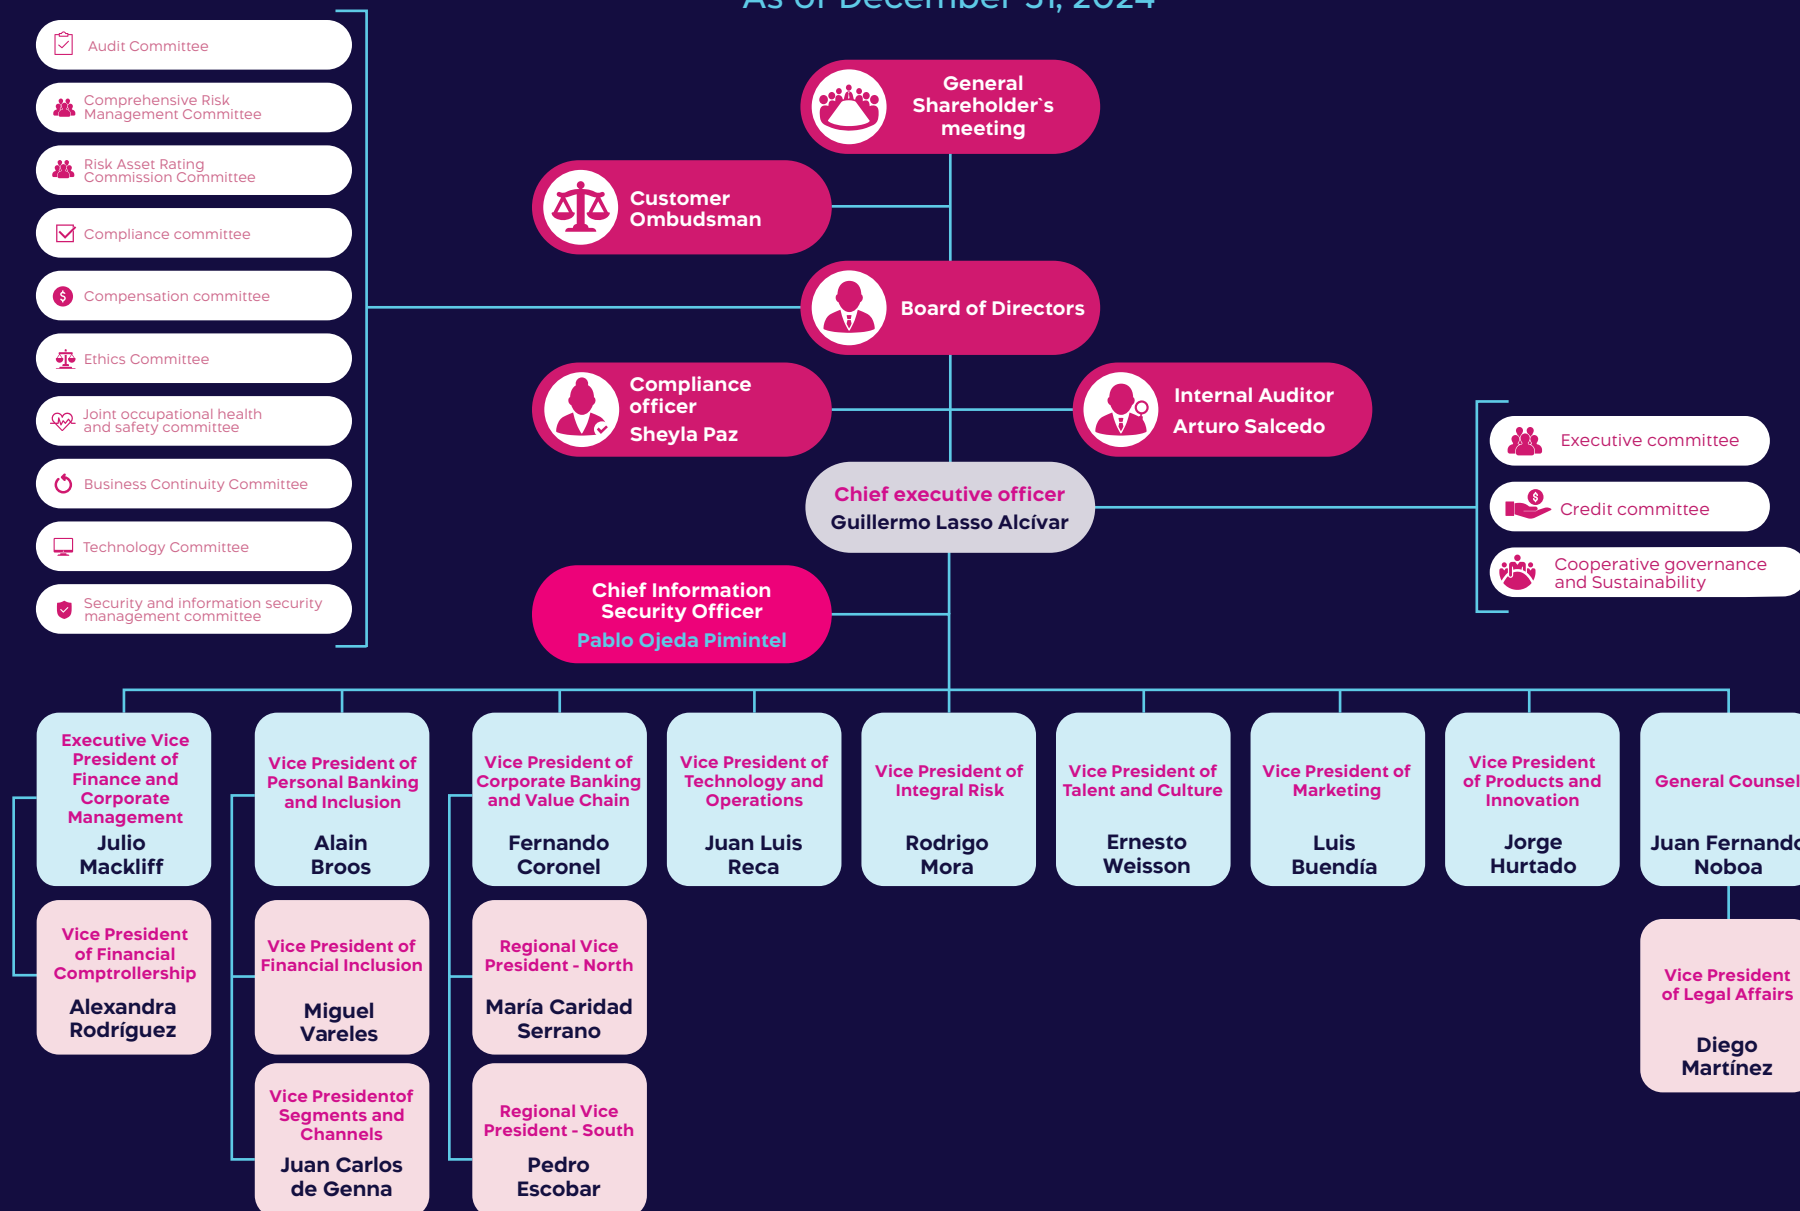 As of December 31, 2024
Audit Committee
Comprehensive Risk
Management Committee
Risk Asset Rating
Commission Committee
Compliance committee
Compensation committee
Ethics Committee
Joint occupational health
and safety committee
Business Continuity Committee
Technology Committee
Security and information security
management committee
General
Shareholder`s
meeting
Customer
Ombudsman
Board of Directors
Compliance
officer
Sheyla Paz
Internal Auditor
Arturo Salcedo
Chief executive officer
Guillermo Lasso Alcívar
Executive committee
Credit committee
Cooperative governance
and Sustainability
Chief Information
Security Officer
Pablo Ojeda Pimintel
Executive Vice
President of
Finance and
Corporate
Management
Julio
Mackliff
Vice President of
Personal Banking
and Inclusion
Alain
Broos
Vice President of
Corporate Banking
and Value Chain
Fernando
Coronel
Vice President of
Technology and
Operations
Juan Luis
Reca
Vice President of
Integral Risk
Rodrigo
Mora
Vice President of
Talent and Culture
Ernesto
Weisson
Vice President of
Marketing
Luis
Buendía
Vice President
of Products and
Innovation
Jorge
Hurtado
General Counsel
Juan Fernando
Noboa
Vice President
of Financial
Comptrollership
Alexandra
Rodríguez
Vice President of
Financial Inclusion
Miguel
Vareles
Regional Vice
President - North
María Caridad
Serrano
Vice President
of Legal Affairs
Diego
Martínez
Vice Presidentof
Segments and
Channels
Juan Carlos
de Genna
Regional Vice
President - South
Pedro
Escobar